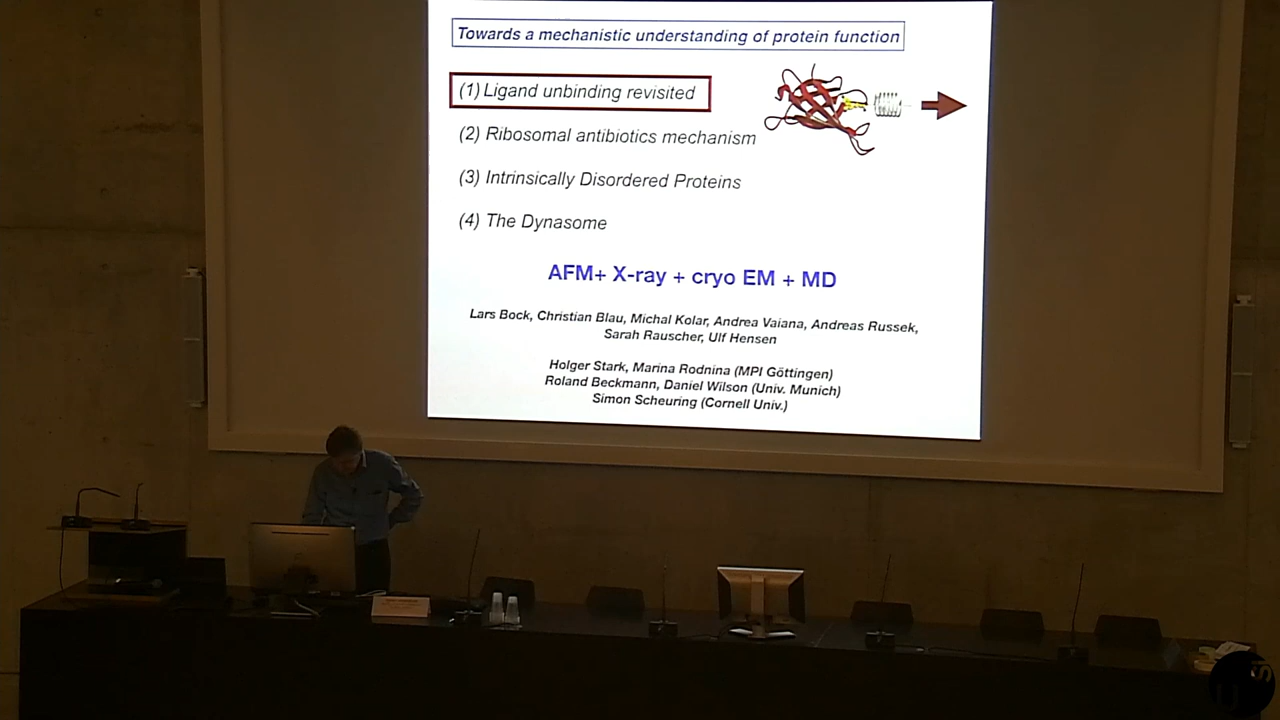 Towards a mechanistic understanding of protein function
(1) Ligand unbinding revisited
(2) Ribosomal antibiotics mechanism
(3) Intrinsically Disordered Proteins
(4) The Dynasome
AFM+ X-ray + cryo EM + MD
Lars Bock, Christian Blau, Michal Kolar, Andrea Vaiana, Andreas Russek,
Sarah Rauscher, Ulf Hensen
Holger Stark, Marina Rodnina (MPI Göttingen)
Roland Beckmann, Daniel Wilson (Univ. Munich)
Simon Scheuring (Cornell Univ.)